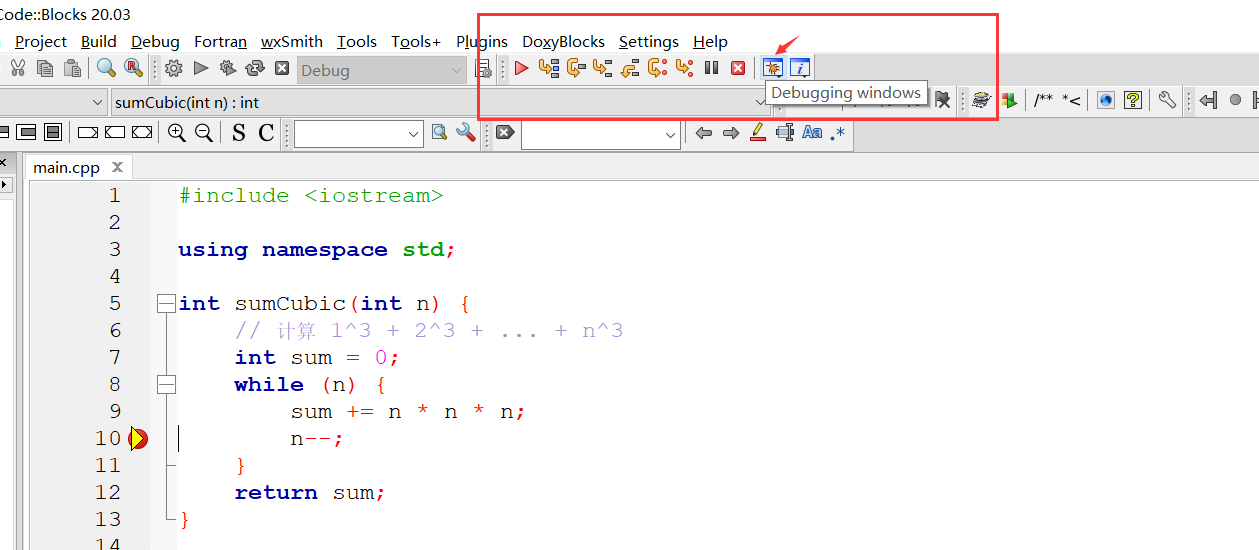 Code::Blocks 20.03
Project Build Debug Fortran wxSmith Tools Tools+ Plugins DoxyBlocks Settings Help
Debug
sumCubic(int n) : int
Debugging windows
/** *<
S C
Aa .*
main.cpp
1 #include <iostream>
2
3 using namespace std;
4
5 int sumCubic(int n) {
6 // 计算 1^3 + 2^3 + ... + n^3
7 int sum = 0;
8 while (n) {
9 sum += n * n * n;
10 n--;
11 }
12 return sum;
13 }
14